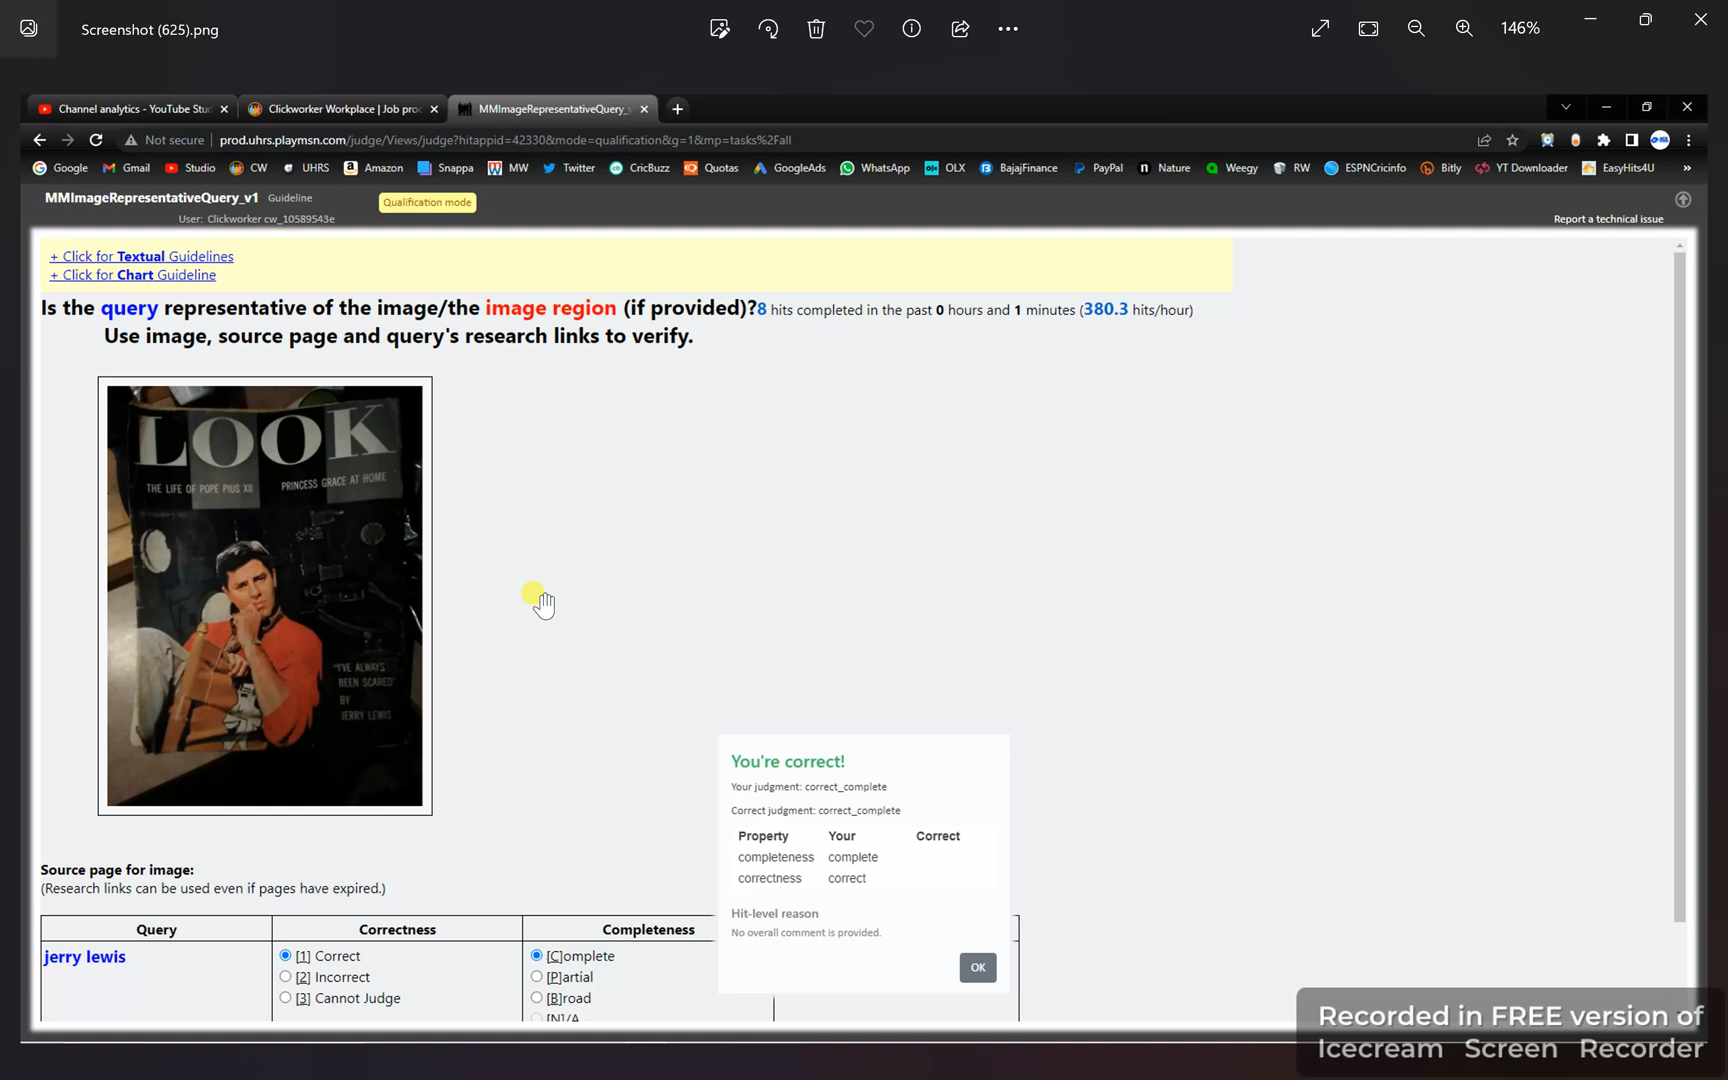 Screenshot (625).png
146%
Channel analytics - YouTube Stu
Clickworker Workplace | Job proc
MMImageRepresentativeQuery_
Not secure | prod.uhrs.playmsn.com/judge/Views/judge?hitappid=42330&mode=qualification&g=1&mp=tasks%2Fall
Google Gmail Studio CW UHRS Amazon Snappa MW Twitter CricBuzz Quotas GoogleAds WhatsApp OLX BajajFinance PayPal Nature Weegy RW ESPNCricinfo Bitly YT Downloader EasyHits4U »
MMImageRepresentativeQuery_v1 Guideline
Qualification mode
User: Clickworker cw_10589543e
Report a technical issue
+ Click for Textual Guidelines
+ Click for Chart Guideline
Is the query representative of the image/the image region (if provided)?8 hits completed in the past 0 hours and 1 minutes (380.3 hits/hour)
Use image, source page and query's research links to verify.
LOOK
THE LIFE OF POPE PIUS XII PRINCESS GRACE AT HOME
"I'VE ALWAYS
BEEN SCARED"
BY
JERRY LEWIS
You're correct!
Your judgment: correct_complete
Correct judgment: correct_complete
Property Your Correct
completeness complete
correctness correct
Hit-level reason
No overall comment is provided.
OK
Source page for image:
(Research links can be used even if pages have expired.)
Query Correctness Completeness
jerry lewis [1] Correct [C]omplete
[2] Incorrect [P]artial
[3] Cannot Judge [B]road
[N]/A
Recorded in FREE version of
Icecream Screen Recorder